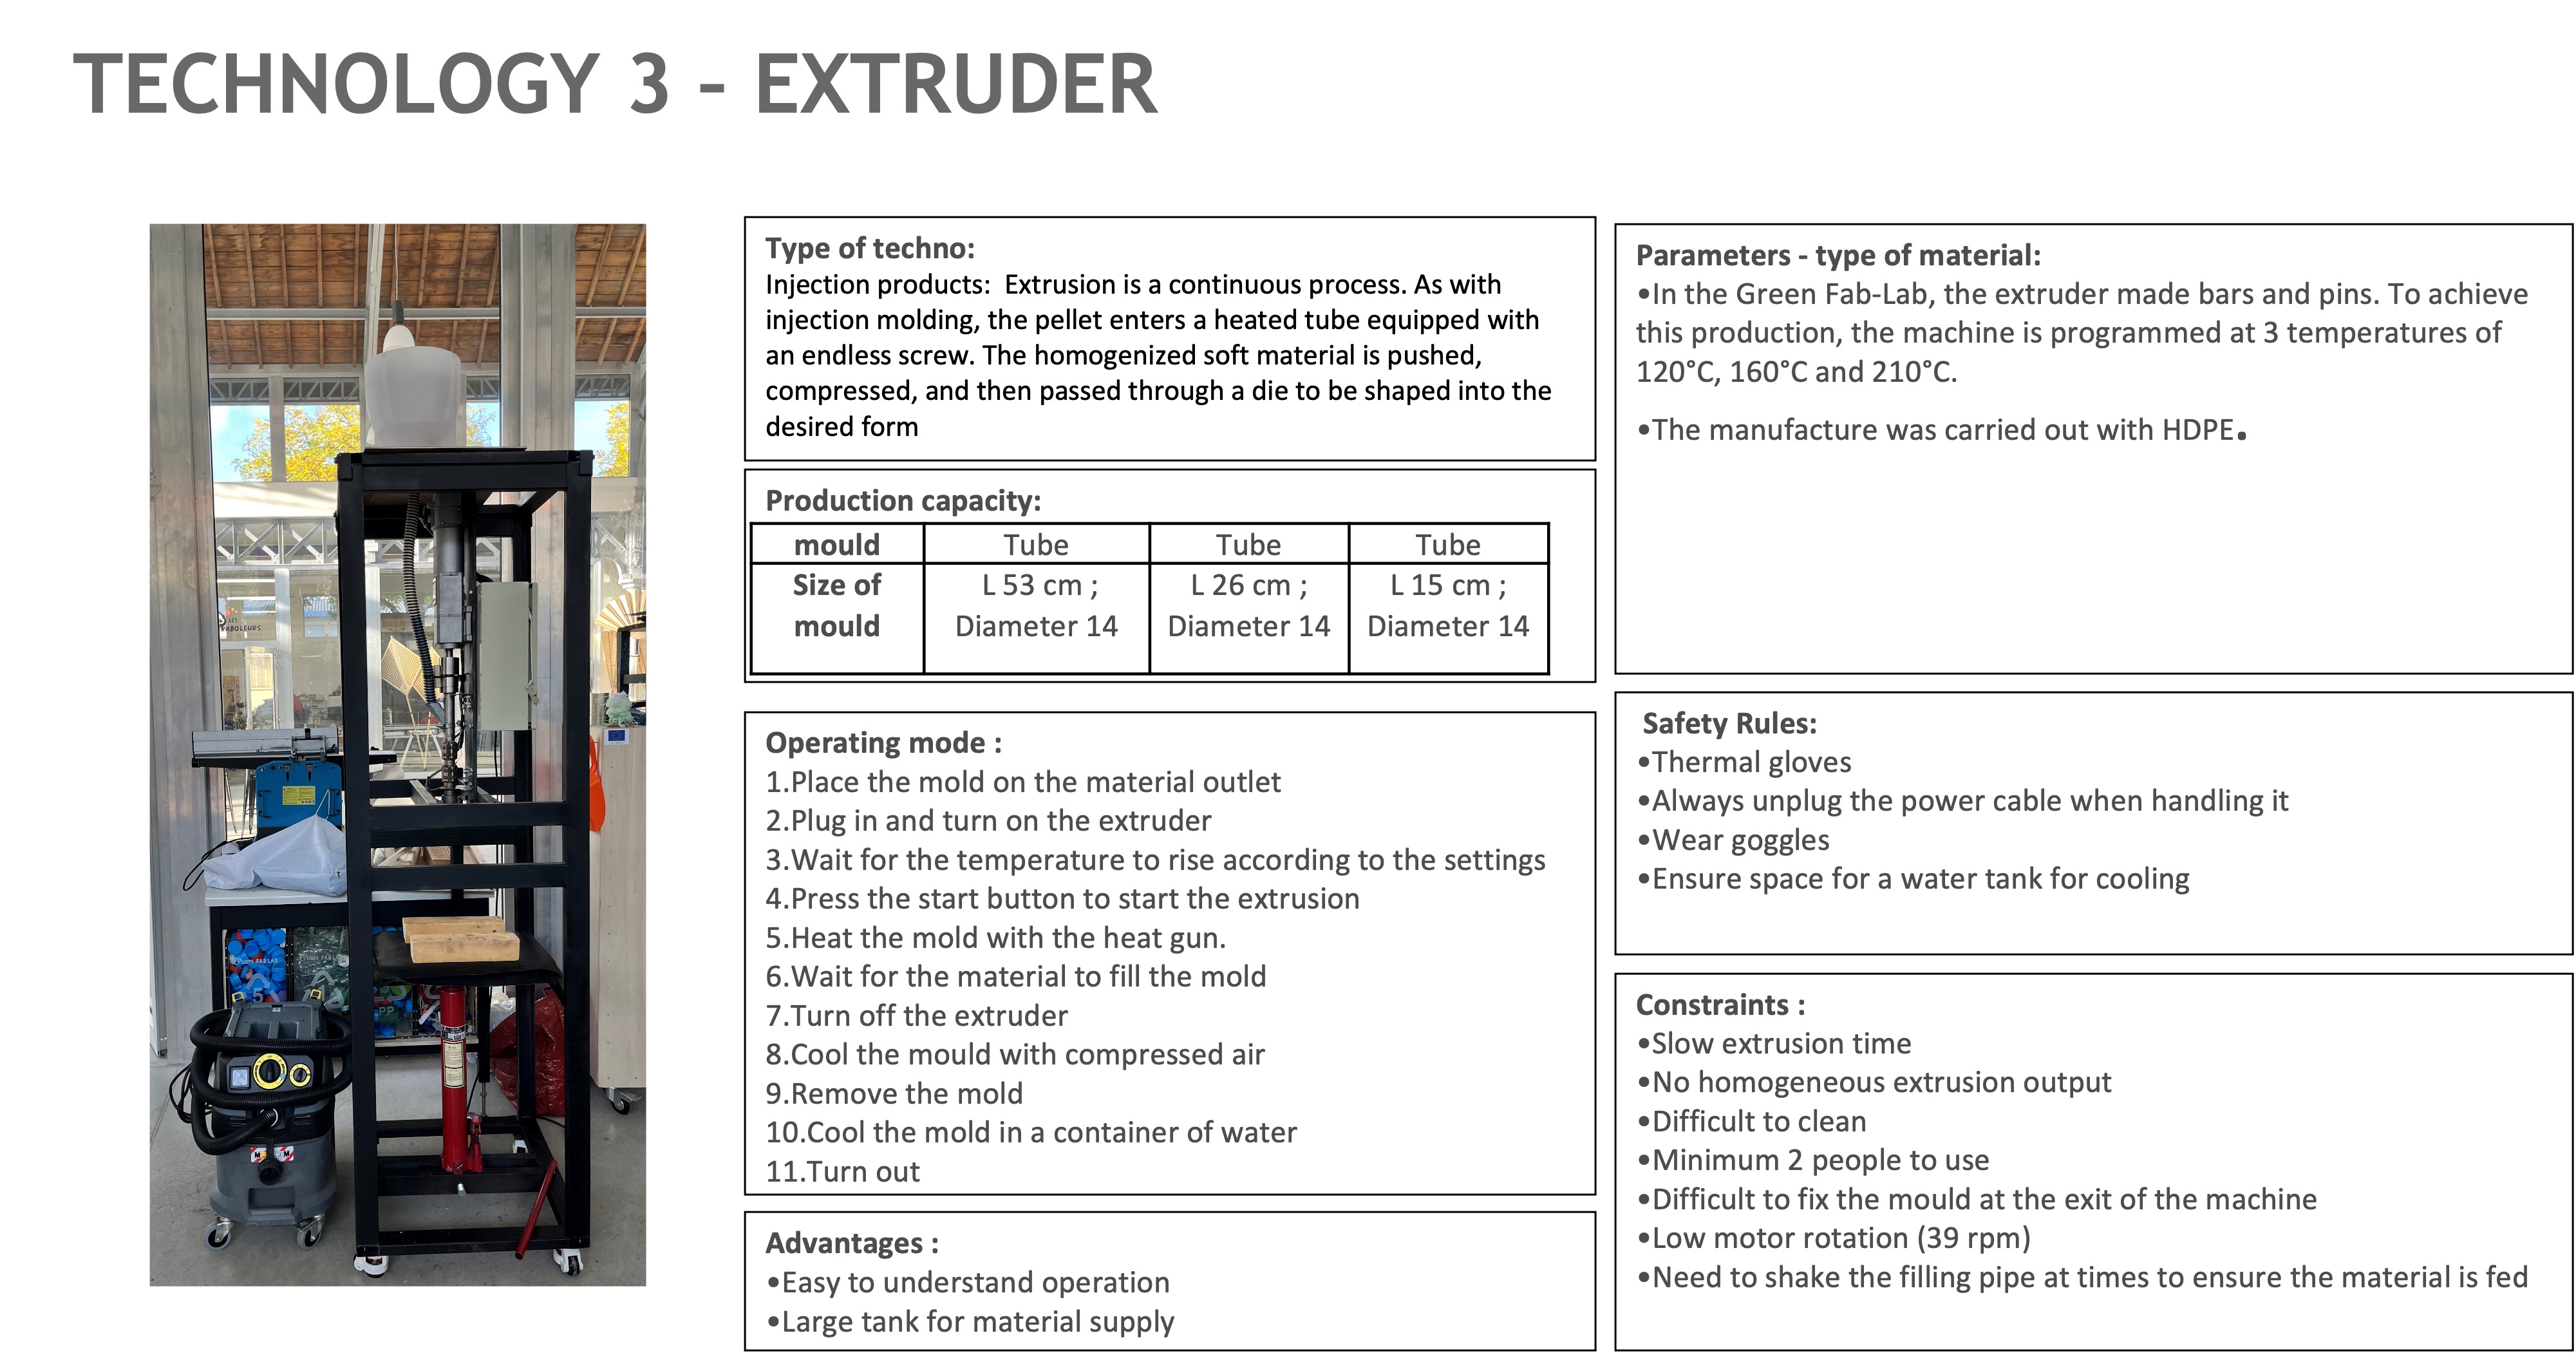 TECHNOLOGY 3 - EXTRUDER
Type of techno:
Injection products:  Extrusion is a continuous process. As with
injection molding, the pellet enters a heated tube equipped with
an endless screw. The homogenized soft material is pushed,
compressed, and then passed through a die to be shaped into the
desired form
Production capacity:
mould Tube Tube Tube
Size of L 53 cm ; L 26 cm ; L 15 cm ;
mould Diameter 14 Diameter 14 Diameter 14
Operating mode :
1.Place the mold on the material outlet
2.Plug in and turn on the extruder
3.Wait for the temperature to rise according to the settings
4.Press the start button to start the extrusion
5.Heat the mold with the heat gun.
6.Wait for the material to fill the mold
7.Turn off the extruder
8.Cool the mould with compressed air
9.Remove the mold
10.Cool the mold in a container of water
11.Turn out
Advantages :
•Easy to understand operation
•Large tank for material supply
Parameters - type of material:
•In the Green Fab-Lab, the extruder made bars and pins. To achieve
this production, the machine is programmed at 3 temperatures of
120°C, 160°C and 210°C.
•The manufacture was carried out with HDPE.
Safety Rules:
•Thermal gloves
•Always unplug the power cable when handling it
•Wear goggles
•Ensure space for a water tank for cooling
Constraints :
•Slow extrusion time
•No homogeneous extrusion output
•Difficult to clean
•Minimum 2 people to use
•Difficult to fix the mould at the exit of the machine
•Low motor rotation (39 rpm)
•Need to shake the filling pipe at times to ensure the material is fed